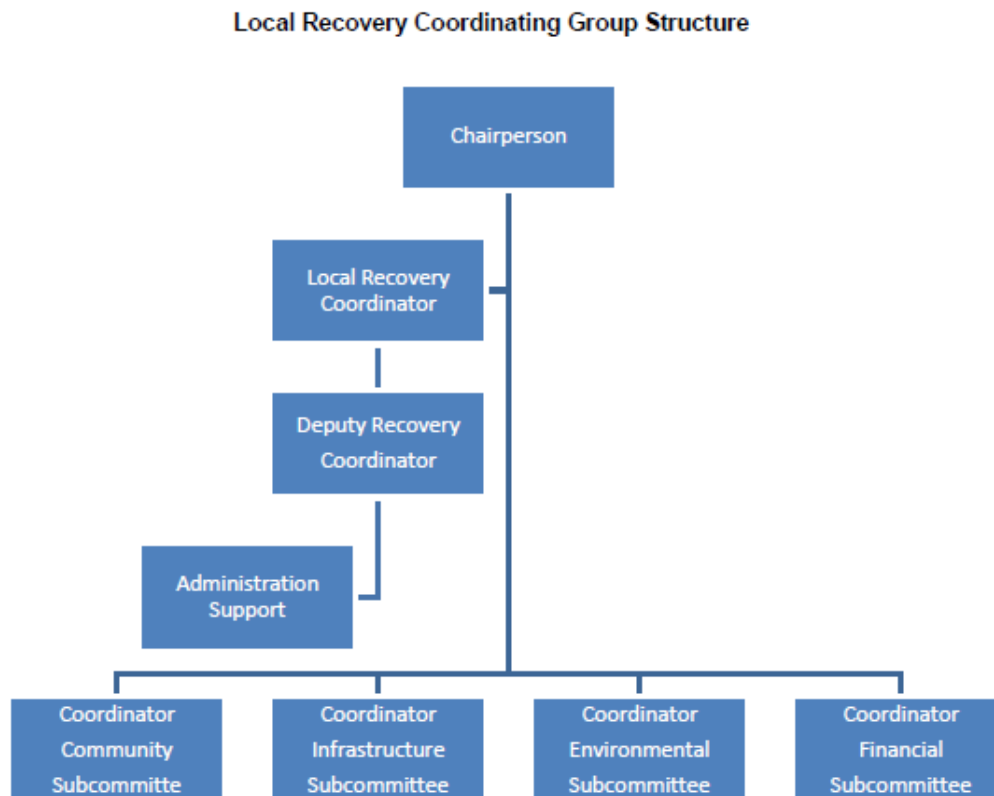 Local Recovery Coordinating Group Structure
Chairperson
Local Recovery
Coordinator
Deputy Recovery
Coordinator
Administration
Support
Coordinator
Community
Subcommitte
Coordinator
Infrastructure
Subcommittee
Coordinator
Environmental
Subcommittee
Coordinator
Financial
Subcommittee